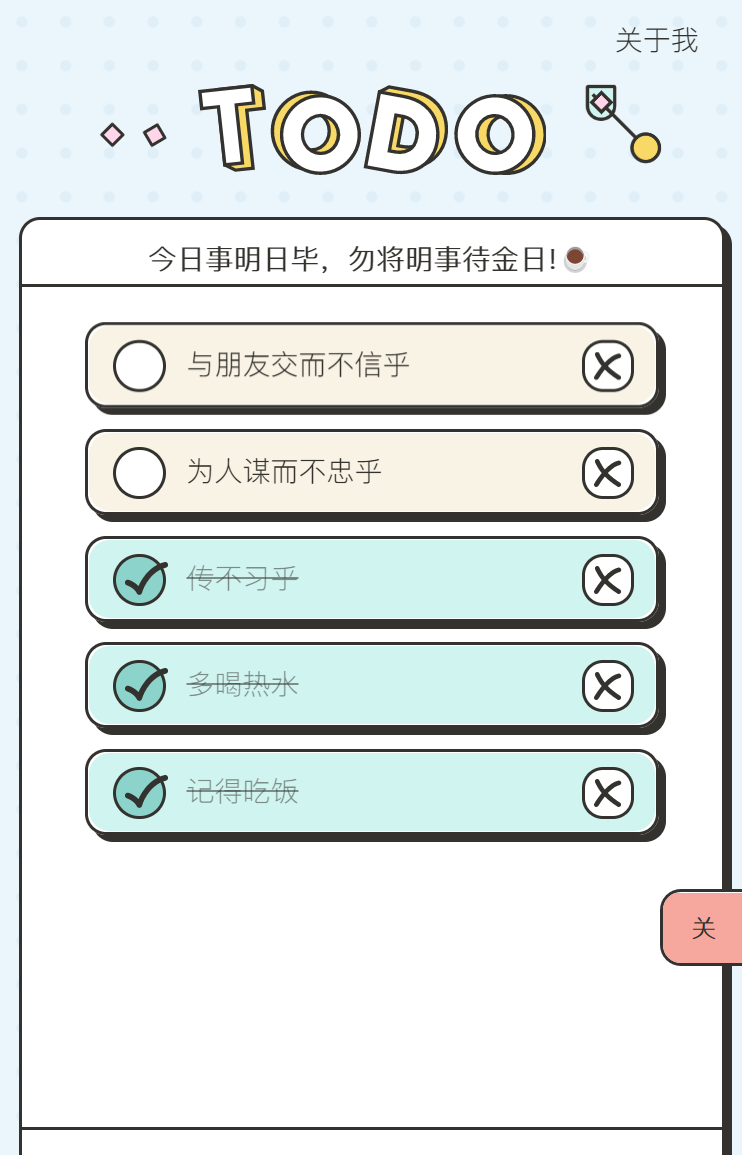 关于我
TODO
今日事明日毕，勿将明事待金日!
与朋友交而不信乎
为人谋而不忠乎
传不习乎
多喝热水
记得吃饭
关